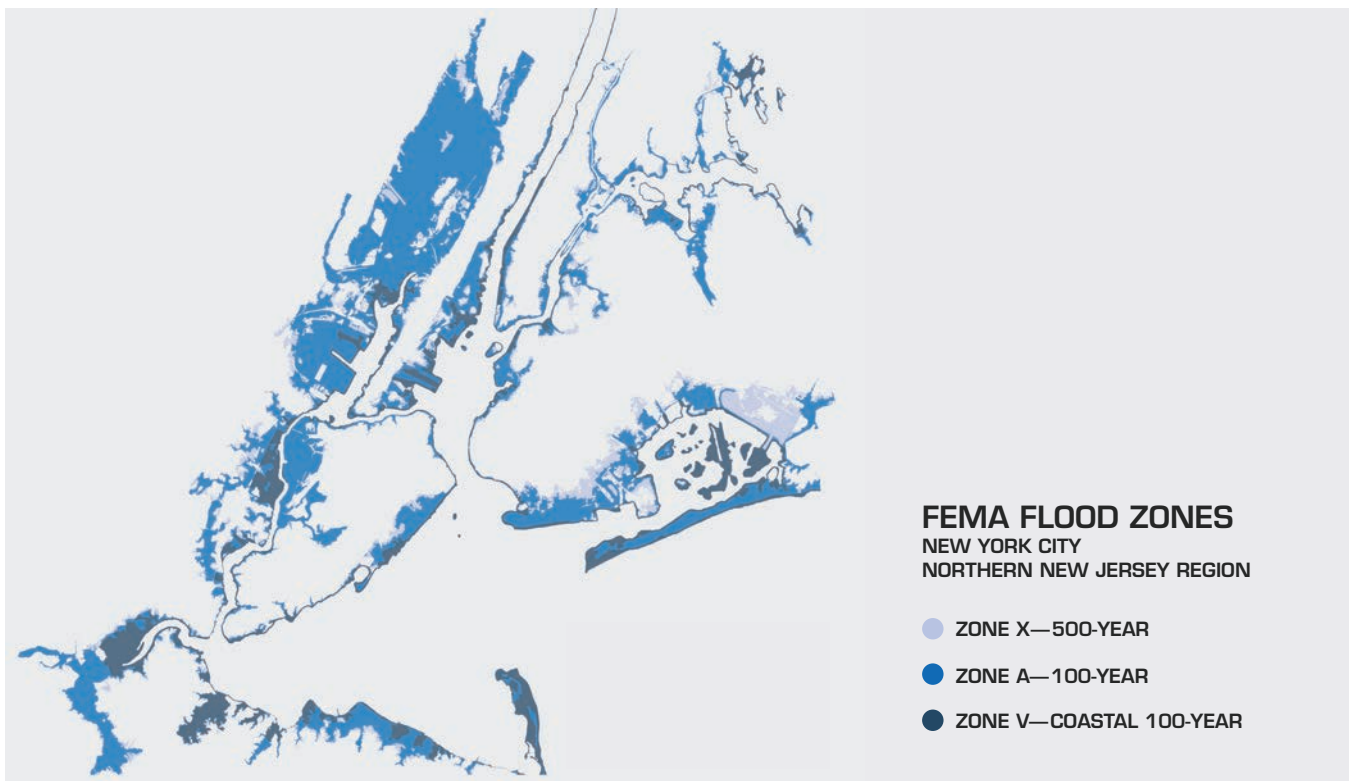 FEMA FLOOD ZONES
NEW YORK CITY
NORTHERN NEW JERSEY REGION
ZONE X—500-YEAR
ZONE A—100-YEAR
ZONE V—COASTAL 100-YEAR